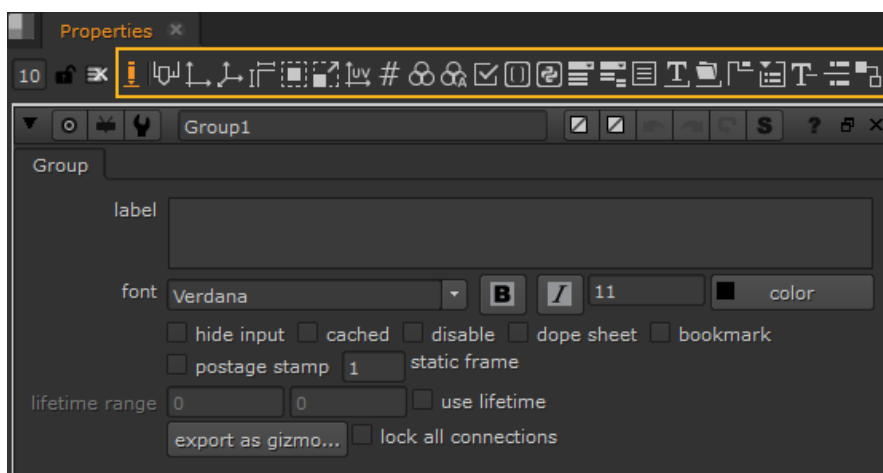 Properties
10 UV #
Group1 S ?
Group
label
font Verdana B I 11 color
hide input cached disable dope sheet bookmark
postage stamp 1 static frame
lifetime range 0 0 use lifetime
export as gizmo... lock all connections